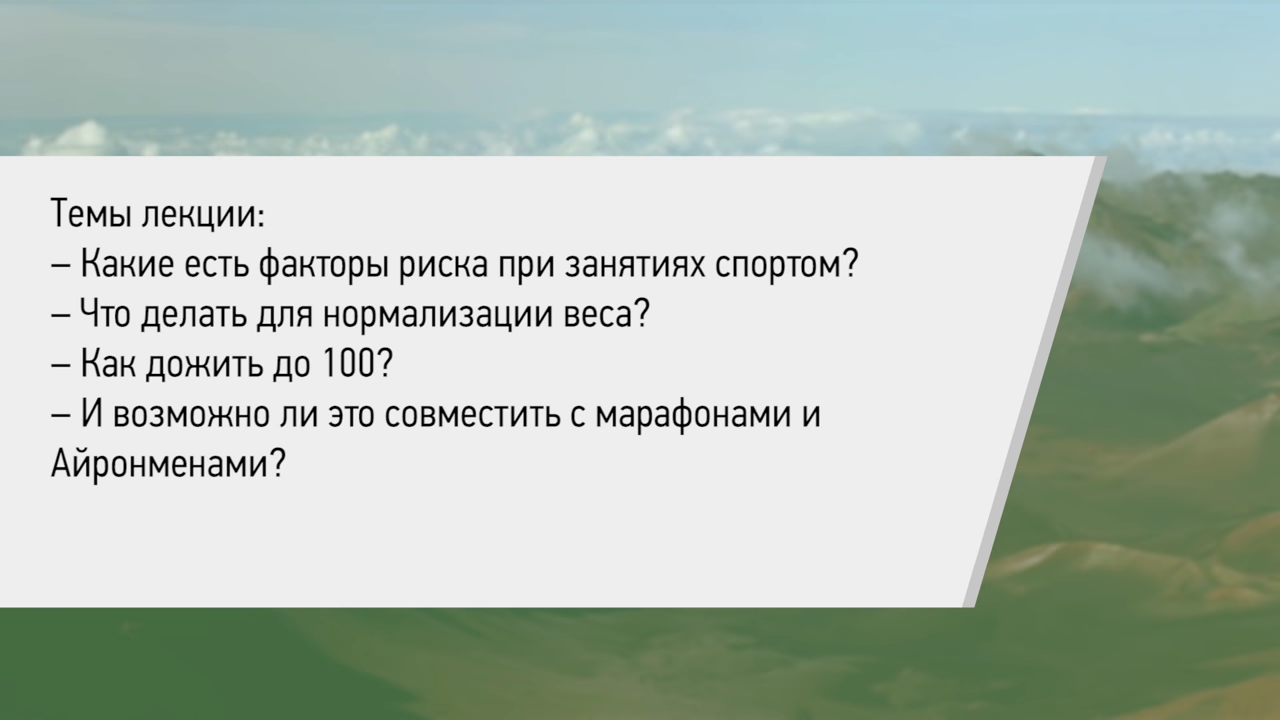 Темы лекции:
– Какие есть факторы риска при занятиях спортом?
– Что делать для нормализации веса?
– Как дожить до 100?
– И возможно ли это совместить с марафонами и
Айронменами?